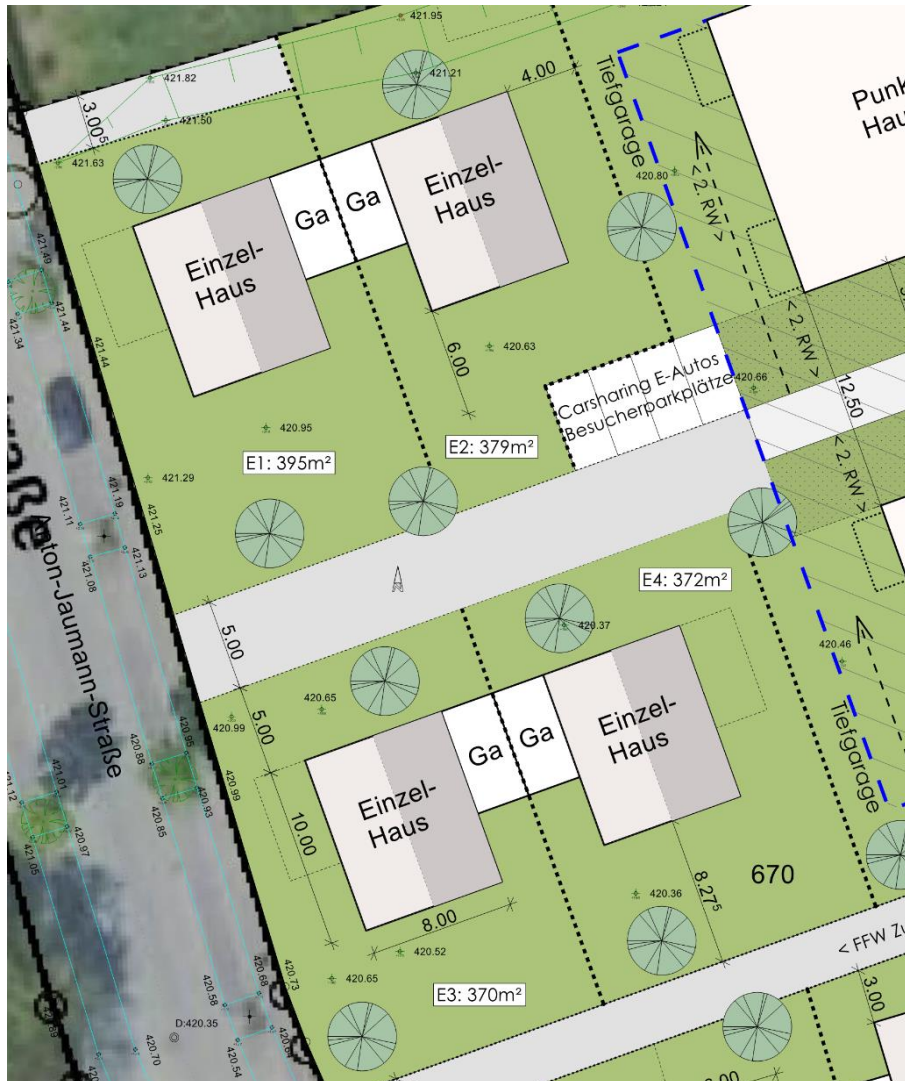 421.95
421.82
421.21
4.00
Tiefgarage
3.00⁵
421.50
421.63
Punk
Hau
420.80
< 2. RW >
Einzel-
Haus
Ga
Ga
Einzel-
Haus
421.49
421.44
421.34
421.44
< 2. RW >
6.00
420.63
Carsharing E-Autos
Besucherparkplätze
420.66
12.50
420.95
E1: 395m²
E2: 379m²
421.29
< 2. RW >
aße
421.11
421.19
421.25
421.13
421.08
Anton-Jaumann-Straße
5.00
E4: 372m²
420.37
420.46
5.00
420.65
420.99
Einzel-
Haus
Ga
Ga
Einzel-
Haus
Tiefgarage
420.88
420.95
420.99
420.93
420.85
421.12
421.01
420.97
421.05
10.00
8.00
8.27⁵
670
420.36
420.52
420.65
< FFW Zu
E3: 370m²
420.73
420.68
420.58
3.00
D:420.35
420.54
420.70